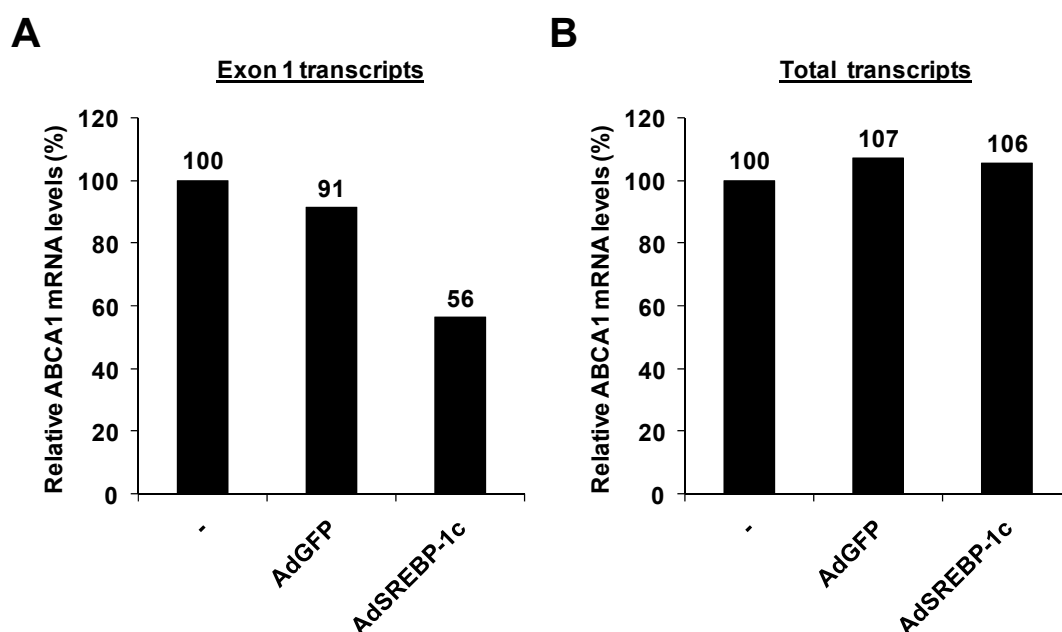 A
Exon 1 transcripts
Relative ABCA1 mRNA levels (%)
120
100
80
60
40
20
0
100
91
56
-
AdGFP
AdSREBP-1c
B
Total transcripts
Relative ABCA1 mRNA levels (%)
120
100
80
60
40
20
0
100
107
106
-
AdGFP
AdSREBP-1c